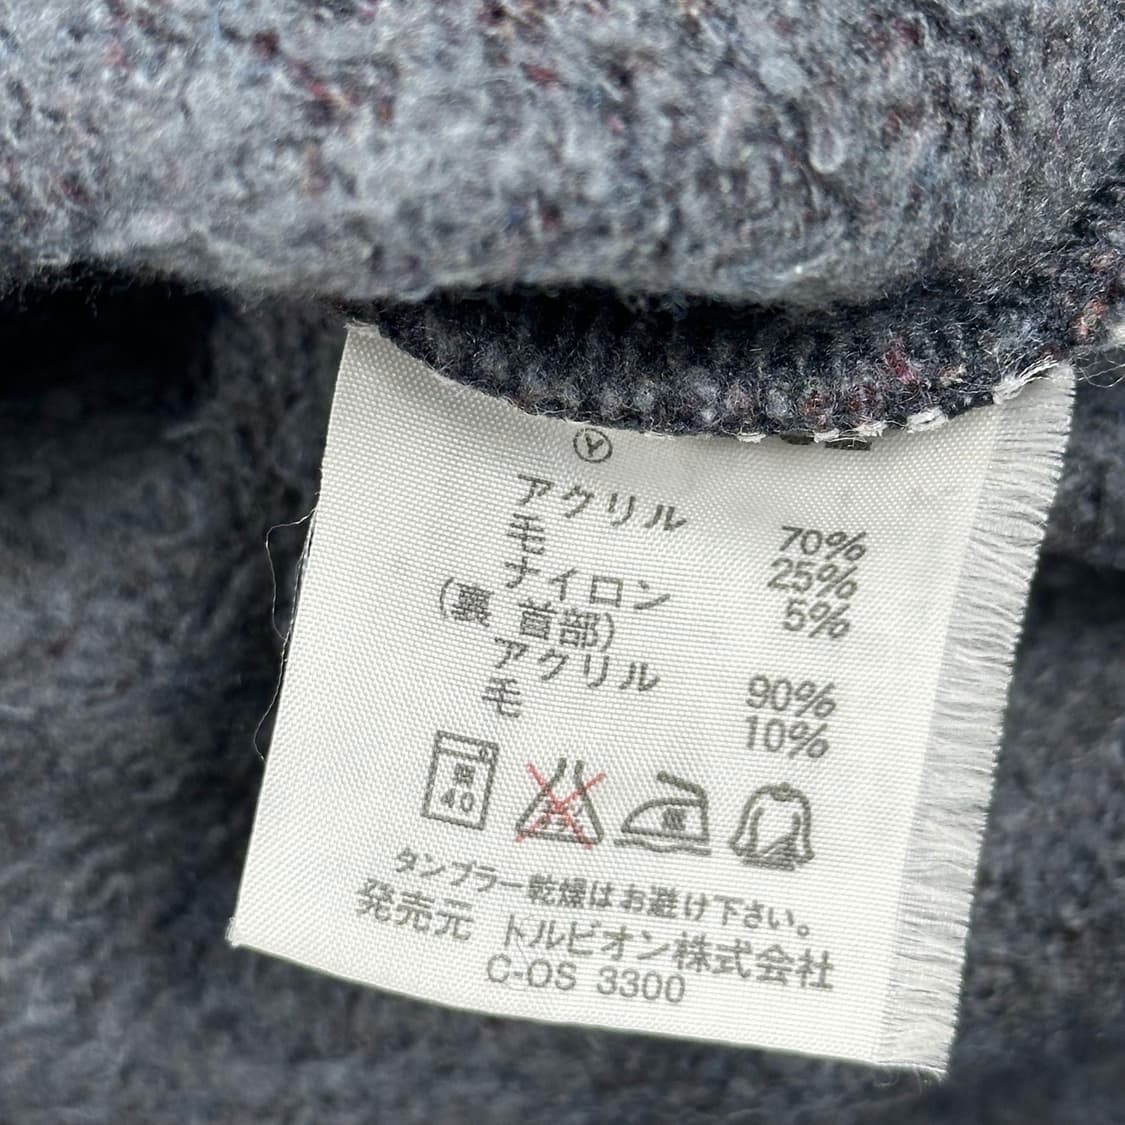 Ⓨ
アクリル 70%
毛 25%
ナイロン 5%
(裏 首部)
アクリル 90%
毛 10%
弱 40
タンブラー乾燥はお避け下さい。
発売元 トルビオン株式会社
C-OS 3300